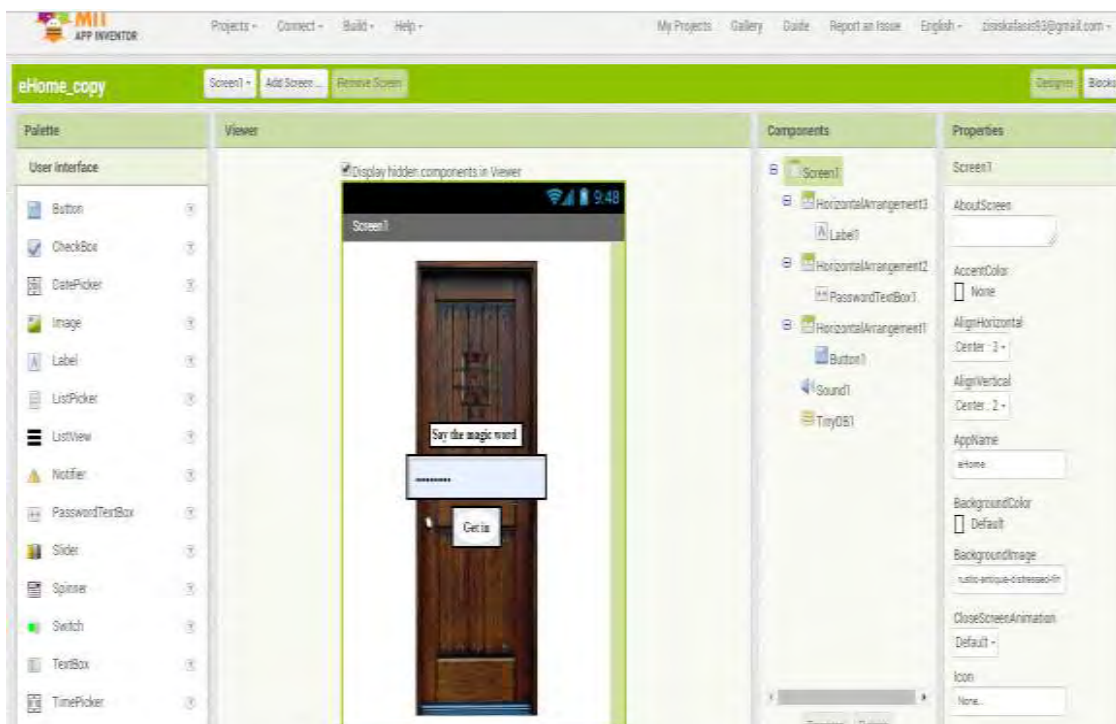 MIT
APP INVENTOR
Projects Connect Build Help
My Projects Gallery Guide Report an Issue English
eHome_copy
Screen1 Add Screen ... Remove Screen
Designer Blocks
Palette
Viewer
Components
Properties
User Interface
Button
CheckBox
DatePicker
Image
Label
ListPicker
ListView
Notifier
PasswordTextBox
Slider
Spinner
Switch
TextBox
TimePicker
Display hidden components in Viewer
9:48
Screen1
Say the magic word
Get in
Screen1
HorizontalArrangement3
Label1
HorizontalArrangement2
PasswordTextBox1
HorizontalArrangement1
Button1
Sound1
TinyDB1
Screen1
AboutScreen
AccentColor
None
AlignHorizontal
Center : 3
AlignVertical
Center : 2
AppName
eHome
BackgroundColor
Default
BackgroundImage
rustic-antique-distressed-fr
CloseScreenAnimation
Default
Icon
None...